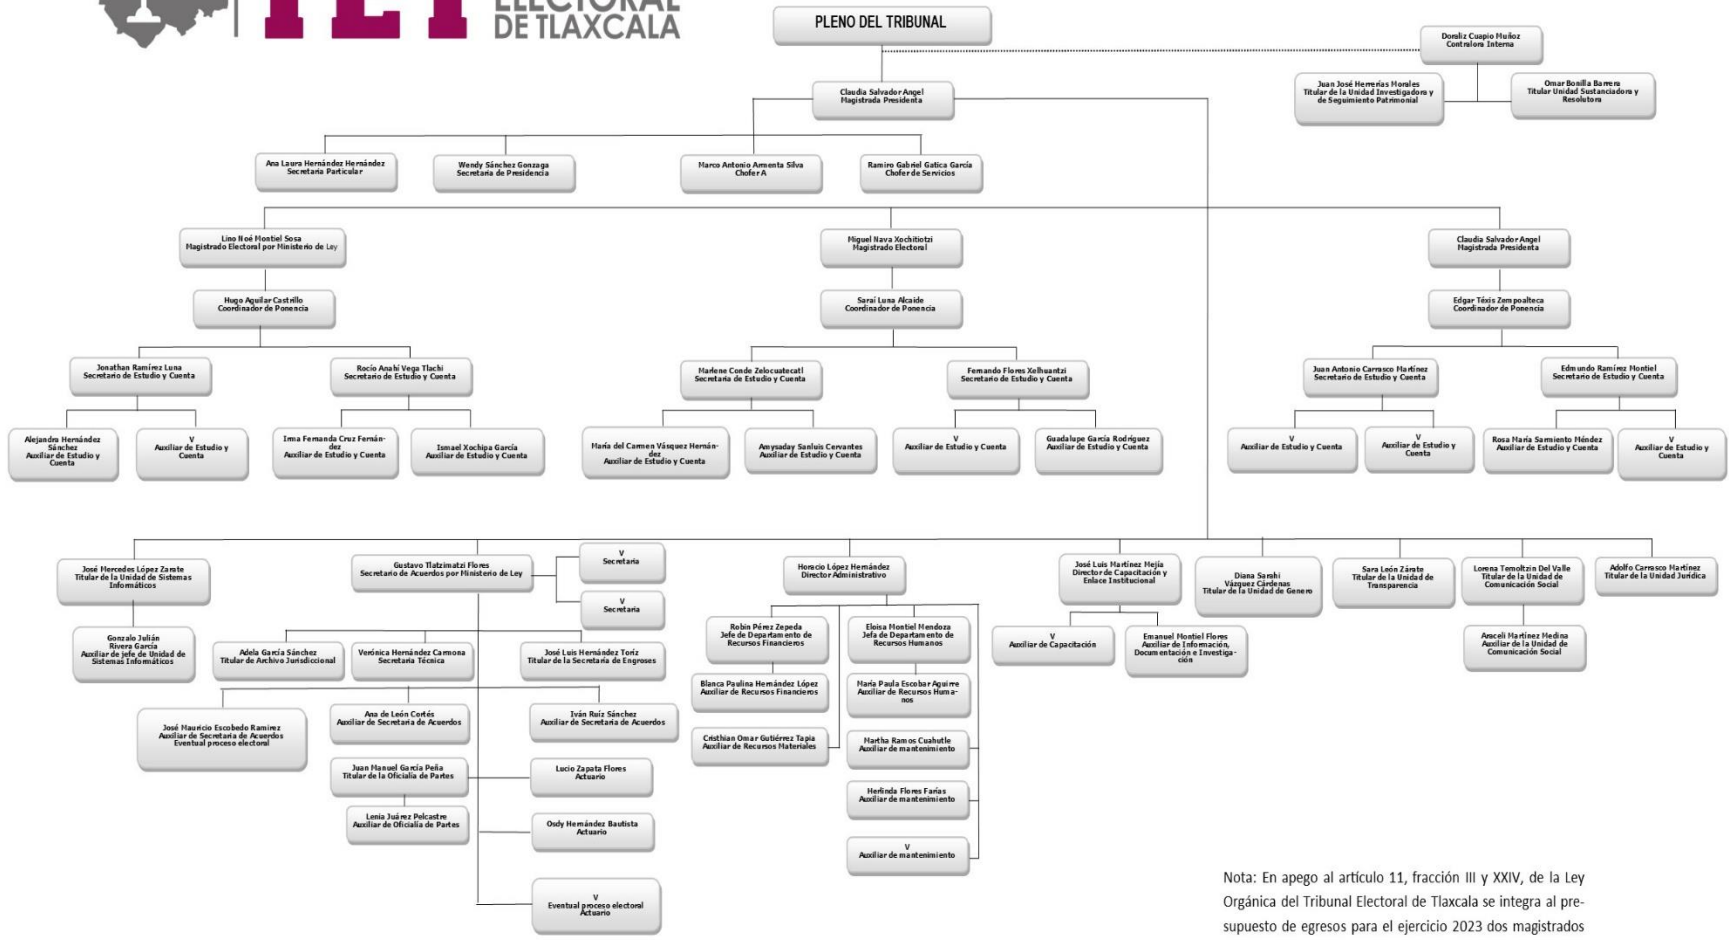 TET
ELECTORAL
DE TLAXCALA
PLENO DEL TRIBUNAL
Doraliz Cuapio Muñoz
Contralora Interna
Juan José Herrerías Morales
Titular de la Unidad Investigadora y
de Seguimiento Patrimonial
Omar Bonilla Barrera
Titular Unidad Sustanciadora y
Resolutora
Claudia Salvador Angel
Magistrada Presidenta
Ana Laura Hernández Hernández
Secretaria Particular
Wendy Sánchez Gonzaga
Secretaria de Presidencia
Marco Antonio Armenta Silva
Chofer A
Ramiro Gabriel Gatica García
Chofer de Servicios
Lino Noé Montiel Sosa
Magistrado Electoral por Ministerio de Ley
Miguel Nava Xochitiotzi
Magistrado Electoral
Claudia Salvador Angel
Magistrada Presidenta
Hugo Aguilar Castrillo
Coordinador de Ponencia
Saraí Luna Alcaide
Coordinador de Ponencia
Edgar Téxis Zempoalteca
Coordinador de Ponencia
Jonathan Ramírez Luna
Secretario de Estudio y Cuenta
Rocío Anahí Vega Tlachi
Secretario de Estudio y Cuenta
Marlene Conde Zelocuatecatl
Secretaria de Estudio y Cuenta
Fernando Flores Xelhuantzi
Secretario de Estudio y Cuenta
Juan Antonio Carrasco Martínez
Secretario de Estudio y Cuenta
Edmundo Ramírez Montiel
Secretario de Estudio y Cuenta
Alejandra Hernández
Sánchez
Auxiliar de Estudio y
Cuenta
V
Auxiliar de Estudio y
Cuenta
Irma Fernanda Cruz Fernán-
dez
Auxiliar de Estudio y Cuenta
Ismael Xochipa García
Auxiliar de Estudio y Cuenta
María del Carmen Vásquez Hernán-
dez
Auxiliar de Estudio y Cuenta
Amysaday Sanluis Cervantes
Auxiliar de Estudio y Cuenta
V
Auxiliar de Estudio y Cuenta
Guadalupe García Rodríguez
Auxiliar de Estudio y Cuenta
V
Auxiliar de Estudio y Cuenta
V
Auxiliar de Estudio y
Cuenta
Rosa María Sarmiento Méndez
Auxiliar de Estudio y Cuenta
V
Auxiliar de Estudio y
Cuenta
José Mercedes López Zarate
Titular de la Unidad de Sistemas
Informáticos
Gustavo Tlatzimatzi Flores
Secretario de Acuerdos por Ministerio de Ley
V
Secretaria
V
Secretaria
Horacio López Hernández
Director Administrativo
José Luis Martínez Mejía
Director de Capacitación y
Enlace Institucional
Diana Sarahi
Vázquez Cárdenas
Titular de la Unidad de Genero
Sara León Zárate
Titular de la Unidad de
Transparencia
Lorena Temoltzin Del Valle
Titular de la Unidad de
Comunicación Social
Adolfo Carrasco Martínez
Titular de la Unidad Jurídica
Gonzalo Julián
Rivera García
Auxiliar de jefe de Unidad de
Sistemas Informáticos
Adela García Sánchez
Titular de Archivo Jurisdiccional
Verónica Hernández Carmona
Secretaria Técnica
José Luis Hernández Toríz
Titular de la Secretaría de Engroses
Robin Pérez Zepeda
Jefe de Departamento de
Recursos Financieros
Eloisa Montiel Mendoza
Jefa de Departamento de
Recursos Humanos
V
Auxiliar de Capacitación
Emanuel Montiel Flores
Auxiliar de Información,
Documentación e Investiga-
ción
Araceli Martínez Medina
Auxiliar de la Unidad de
Comunicación Social
José Mauricio Escobedo Ramirez
Auxiliar de Secretaria de Acuerdos
Eventual proceso electoral
Ana de León Cortés
Auxiliar de Secretaria de Acuerdos
Iván Ruíz Sánchez
Auxiliar de Secretaria de Acuerdos
Blanca Paulina Hernández López
Auxiliar de Recursos Financieros
María Paula Escobar Aguirre
Auxiliar de Recursos Huma-
nos
Cristhian Omar Gutiérrez Tapia
Auxiliar de Recursos Materiales
Martha Ramos Cuahutle
Auxiliar de mantenimiento
Juan Manuel García Peña
Titular de la Oficialía de Partes
Lucio Zapata Flores
Actuario
Herlinda Flores Farías
Auxiliar de mantenimiento
Lenia Juárez Pelcastre
Auxiliar de Oficialía de Partes
Osdy Hernández Bautista
Actuario
V
Auxiliar de mantenimiento
V
Eventual proceso electoral
Actuario
Nota: En apego al artículo 11, fracción III y XXIV, de la Ley
Orgánica del Tribunal Electoral de Tlaxcala se integra al pre-
supuesto de egresos para el ejercicio 2023 dos magistrados